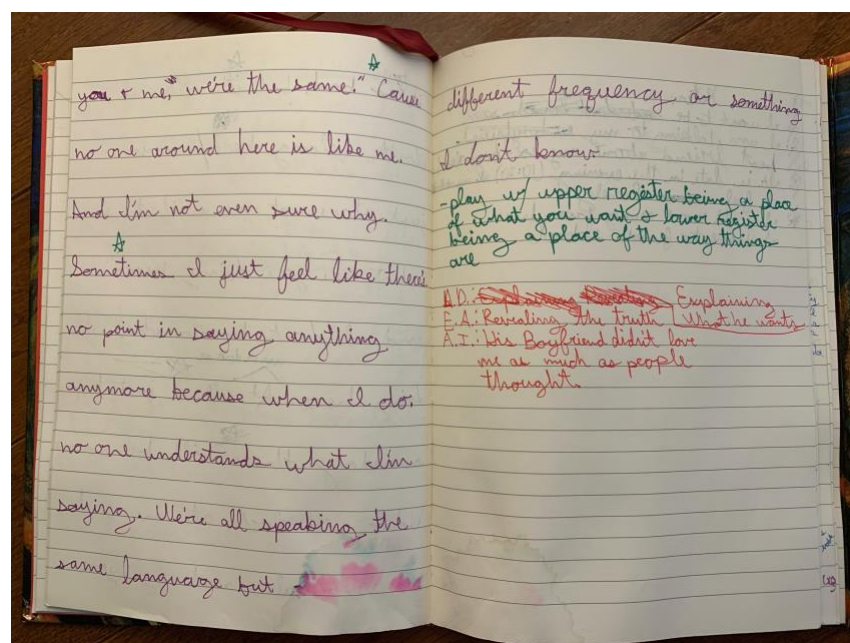 you & me, we're the same." Cause
no one around here is like me.
And I'm not even sure why.
Sometimes I just feel like there's
no point in saying anything
anymore because when I do,
no one understands what I'm
saying. We're all speaking the
same language but -
different frequency or something
I don't know.
-play w/ upper register being a place
of what you want & lower register
being a place of the way things
are
A.D.: Explaining
what he wants
E.A.: Revealing the truth
A.I.: His Boyfriend didn't love
me as much as people
thought.